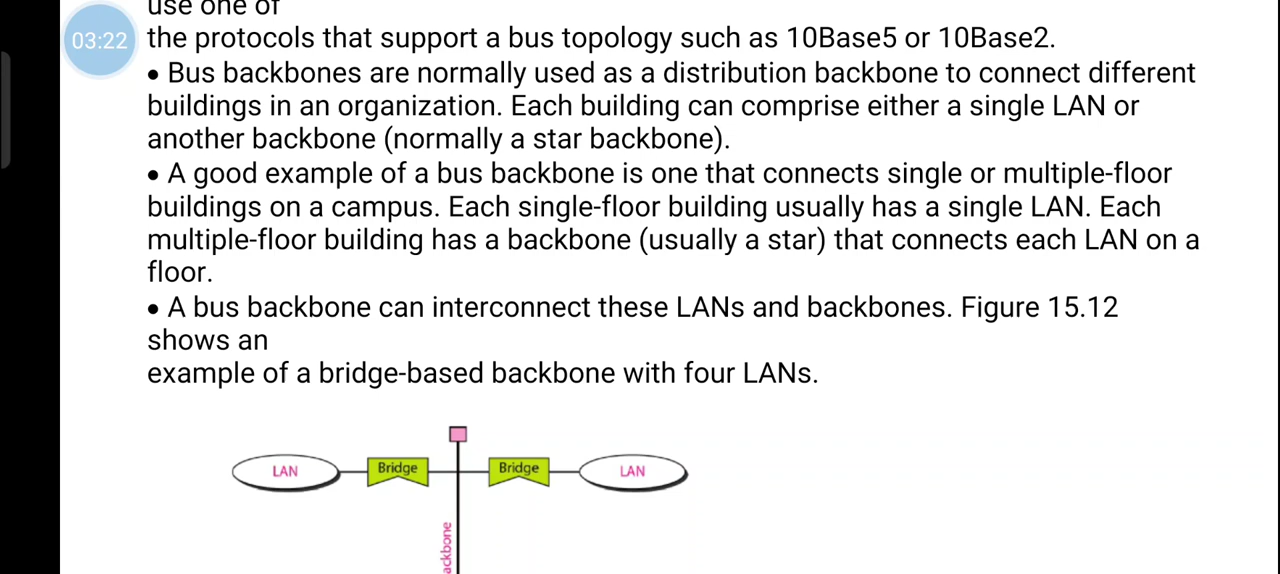 use one of
03:22
the protocols that support a bus topology such as 10Base5 or 10Base2.
• Bus backbones are normally used as a distribution backbone to connect different
buildings in an organization. Each building can comprise either a single LAN or
another backbone (normally a star backbone).
• A good example of a bus backbone is one that connects single or multiple-floor
buildings on a campus. Each single-floor building usually has a single LAN. Each
multiple-floor building has a backbone (usually a star) that connects each LAN on a
floor.
• A bus backbone can interconnect these LANs and backbones. Figure 15.12
shows an
example of a bridge-based backbone with four LANs.
LAN Bridge Bridge LAN
ackbone